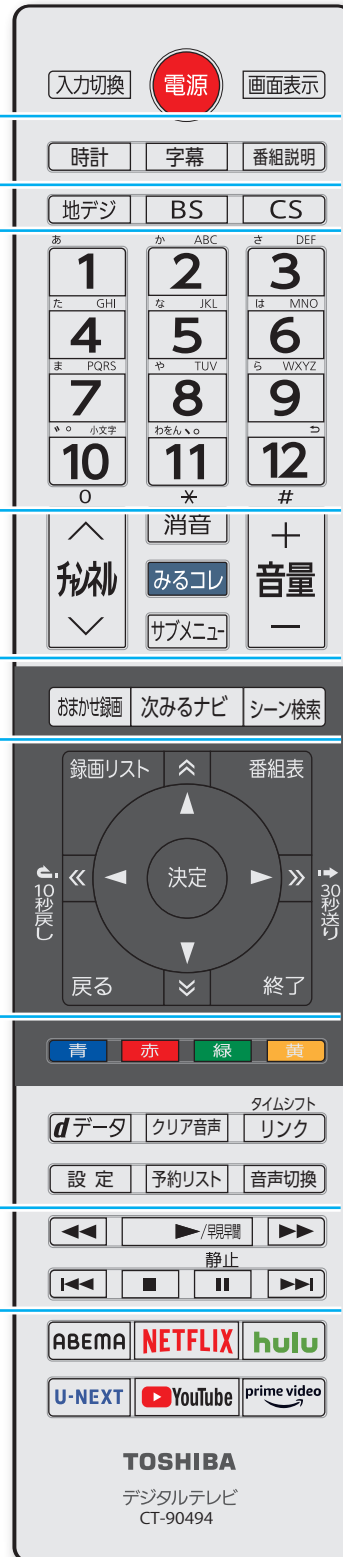 入力切換 電源 画面表示
時計 字幕 番組説明
地デジ BS CS
あ か ABC さ DEF
1 2 3
た GHI な JKL は MNO
4 5 6
ま PQRS や TUV ら WXYZ
7 8 9
゛゜ 小文字 わをん、。
10 11 12
0 * #
消音
チャンネル みるコレ + 音量 −
サブメニュー
おまかせ録画 次みるナビ シーン検索
録画リスト 番組表
10秒戻し 決定 30秒送り
戻る 終了
青 赤 緑 黄
タイムシフト
dデータ クリア音声 リンク
設定 予約リスト 音声切換
/早見早聞
静止
ABEMA NETFLIX hulu
U-NEXT YouTube prime video
TOSHIBA
デジタルテレビ
CT-90494